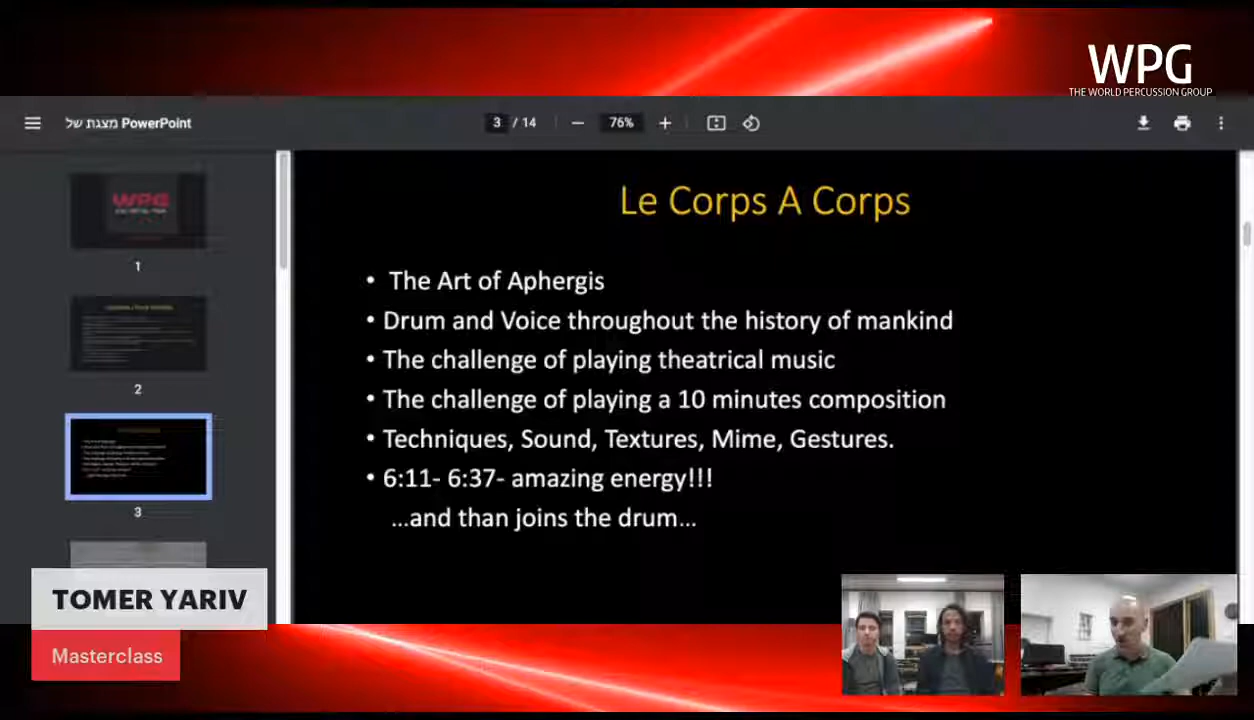 WPG
THE WORLD PERCUSSION GROUP
מצגת של PowerPoint
3 / 14
76%
Le Corps A Corps
• The Art of Aphergis
• Drum and Voice throughout the history of mankind
• The challenge of playing theatrical music
• The challenge of playing a 10 minutes composition
• Techniques, Sound, Textures, Mime, Gestures.
• 6:11- 6:37- amazing energy!!!
...and than joins the drum...
WPG
1
2
3
TOMER YARIV
Masterclass